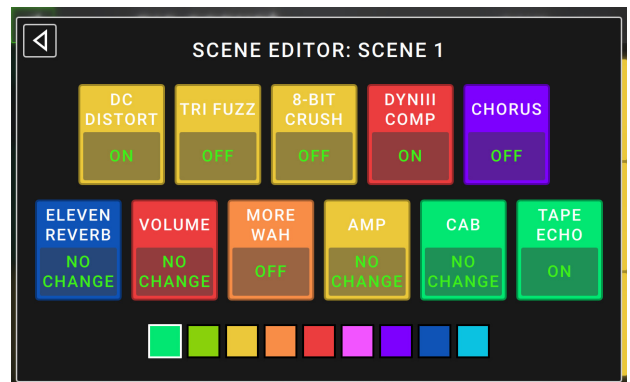 SCENE EDITOR: SCENE 1
DC
DISTORT
ON
TRI FUZZ
OFF
8-BIT
CRUSH
OFF
DYNIII
COMP
ON
CHORUS
OFF
ELEVEN
REVERB
NO
CHANGE
VOLUME
NO
CHANGE
MORE
WAH
OFF
AMP
NO
CHANGE
CAB
NO
CHANGE
TAPE
ECHO
ON